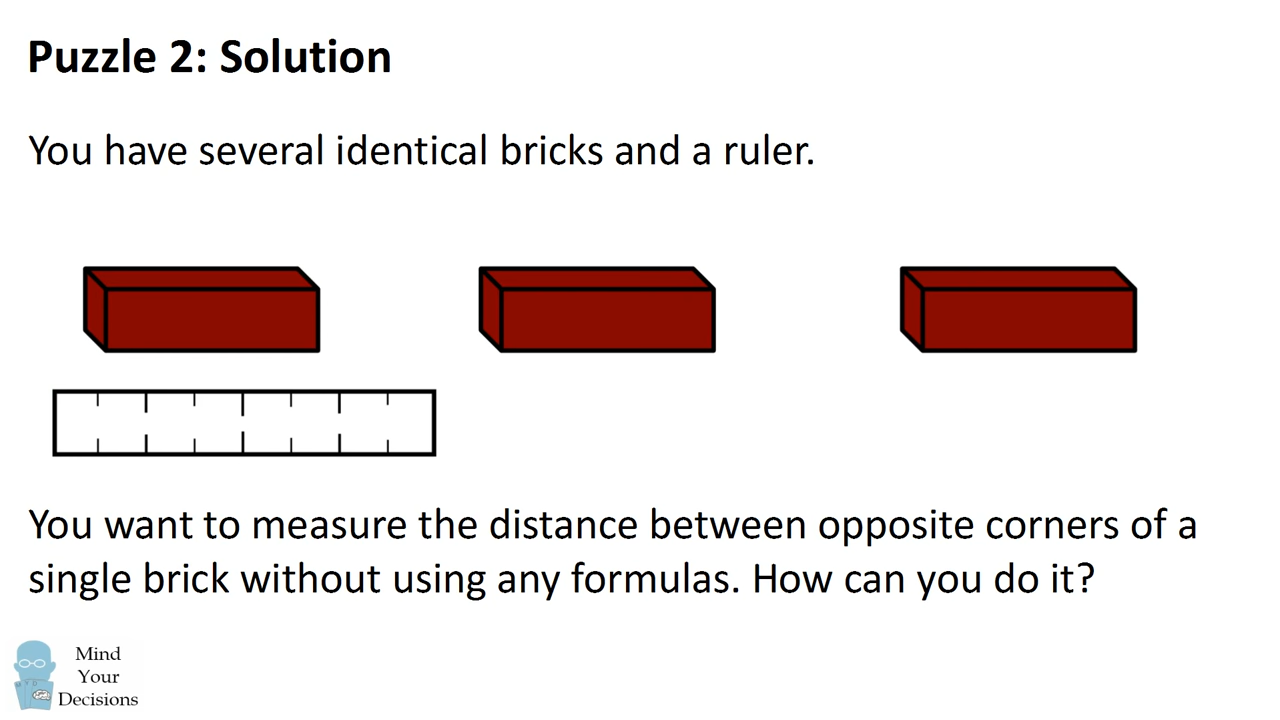 Puzzle 2: Solution
You have several identical bricks and a ruler.
You want to measure the distance between opposite corners of a
single brick without using any formulas. How can you do it?
Mind
Your
Decisions